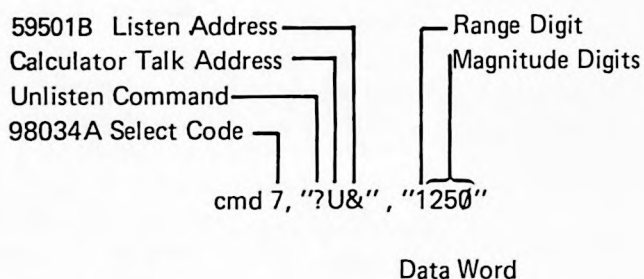 59501B Listen Address
Range Digit
Calculator Talk Address
Magnitude Digits
Unlisten Command
98034A Select Code
cmd 7, "?U&", "1250"
Data Word